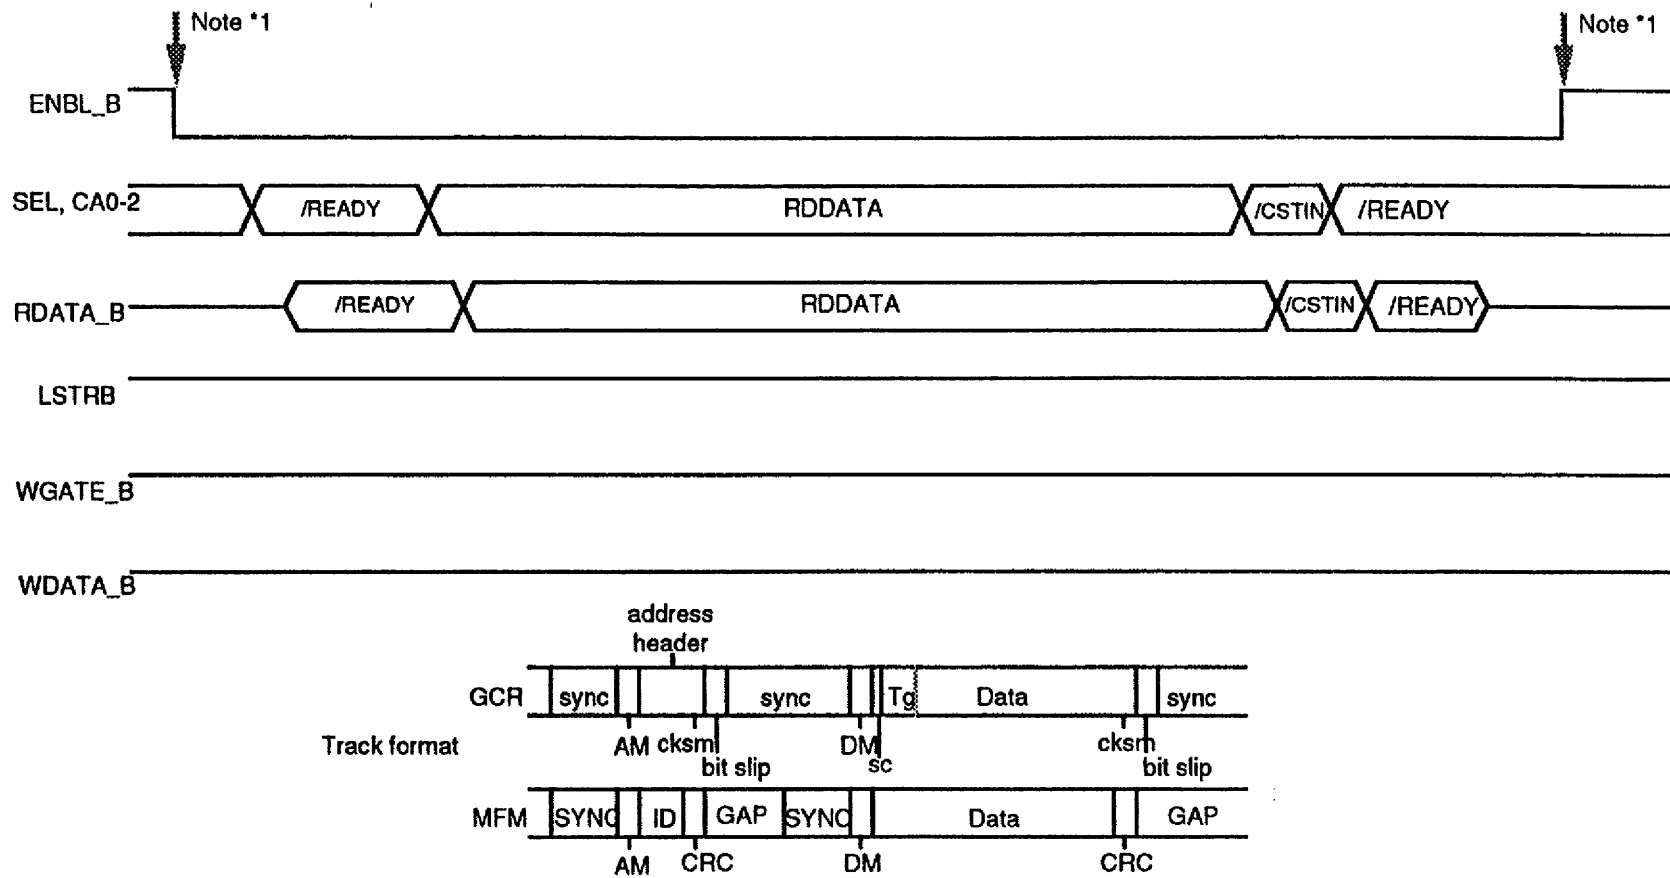 Note *1
Note *1
ENBL_B
SEL, CA0-2
/READY
RDDATA
/CSTIN
/READY
RDATA_B
/READY
RDDATA
/CSTIN
/READY
LSTRB
WGATE_B
WDATA_B
address
header
GCR
sync
sync
Tg
Data
sync
Track format
AM
cksm
DM
cksm
bit slip
sc
bit slip
MFM
SYNC
ID
GAP
SYNC
Data
GAP
AM
CRC
DM
CRC